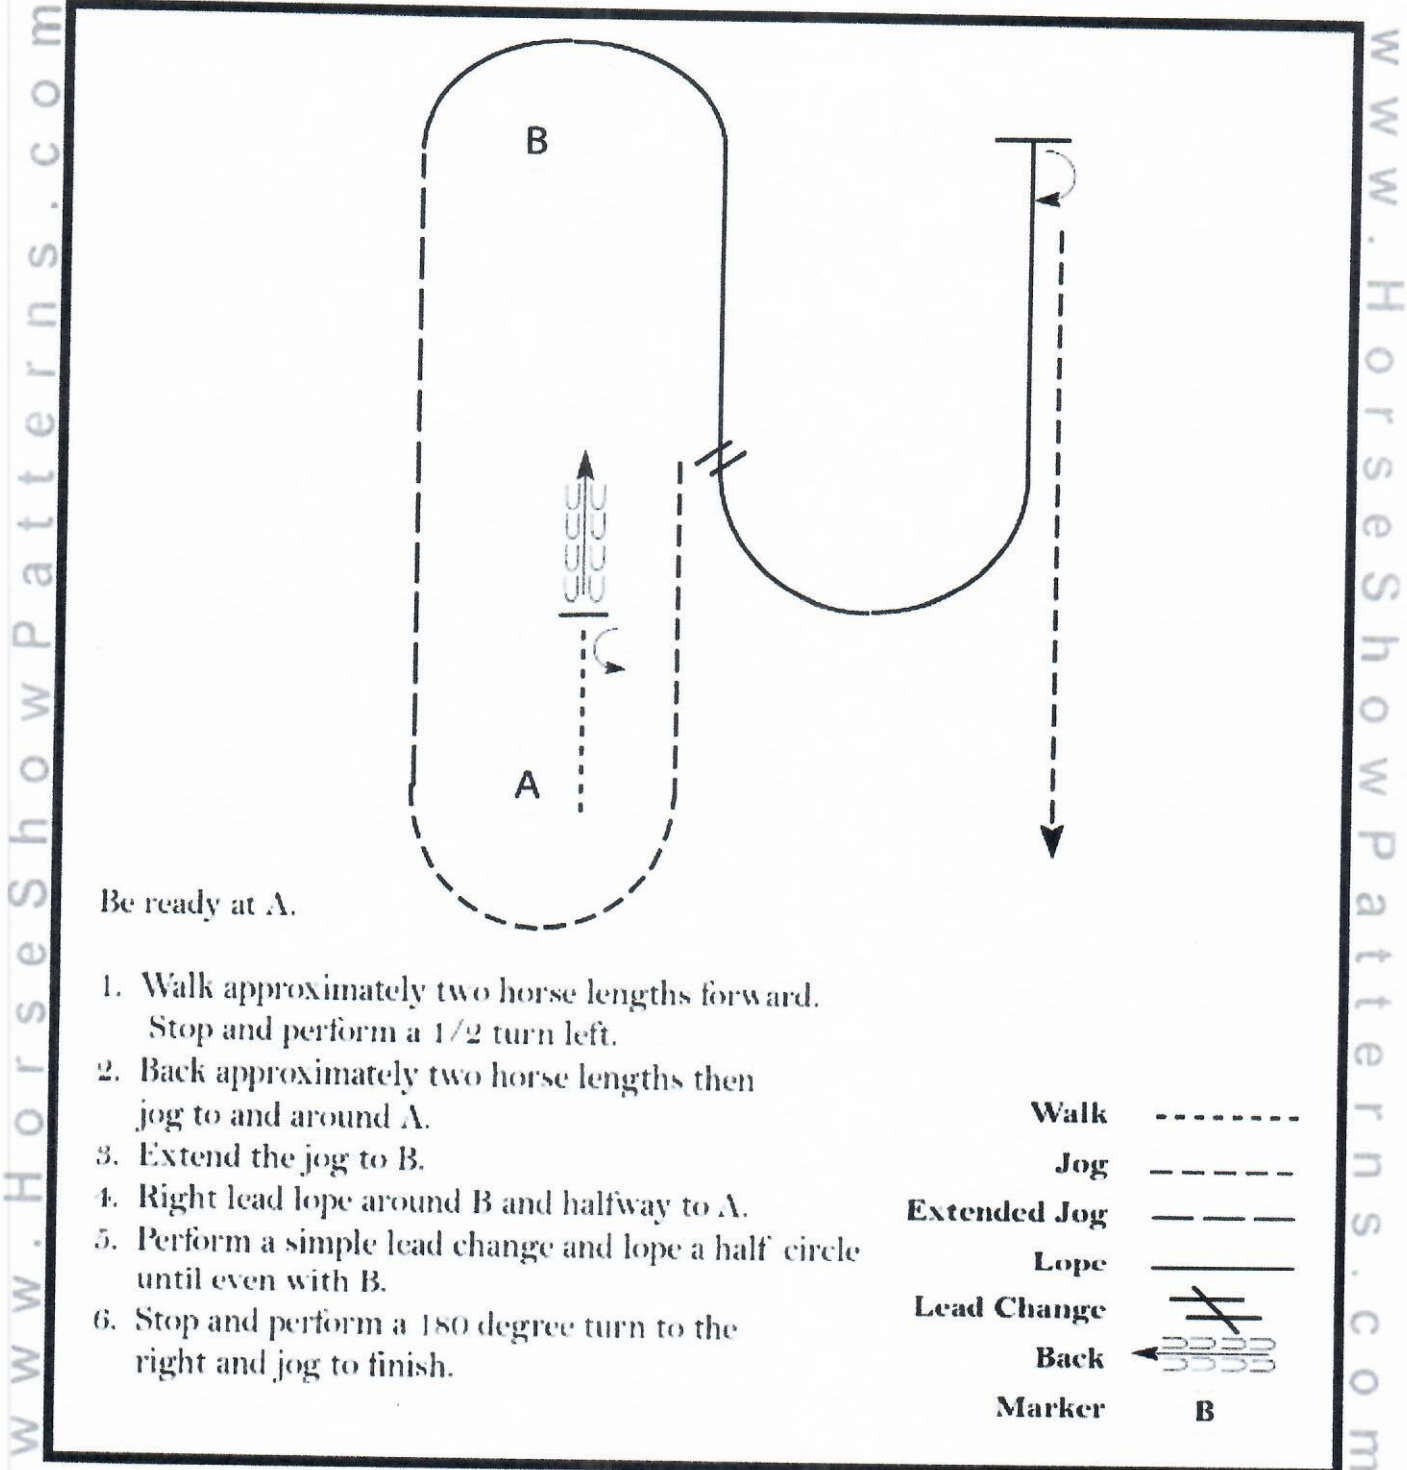 www.HorseShowPatterns.com
www.HorseShowPatterns.com
B
A
Be ready at A.
1. Walk approximately two horse lengths forward.
Stop and perform a 1/2 turn left.
2. Back approximately two horse lengths then
jog to and around A.
3. Extend the jog to B.
4. Right lead lope around B and halfway to A.
5. Perform a simple lead change and lope a half circle
until even with B.
6. Stop and perform a 180 degree turn to the
right and jog to finish.
Walk
Jog
Extended Jog
Lope
Lead Change
Back
Marker B